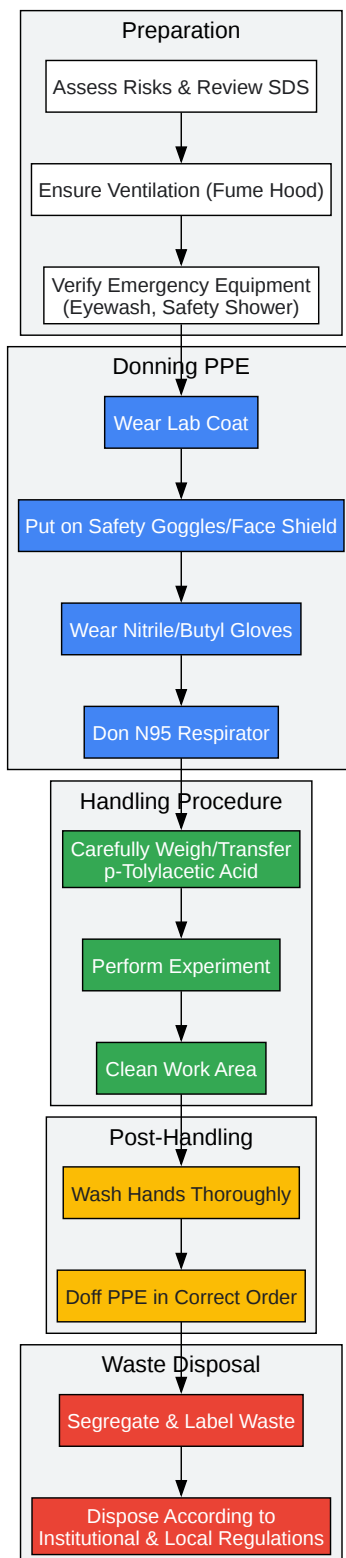 Preparation
Assess Risks & Review SDS
Ensure Ventilation (Fume Hood)
Verify Emergency Equipment
(Eyewash, Safety Shower)
Donning PPE
Wear Lab Coat
Put on Safety Goggles/Face Shield
Wear Nitrile/Butyl Gloves
Don N95 Respirator
Handling Procedure
Carefully Weigh/Transfer
p-Tolylacetic Acid
Perform Experiment
Clean Work Area
Post-Handling
Wash Hands Thoroughly
Doff PPE in Correct Order
Waste Disposal
Segregate & Label Waste
Dispose According to
Institutional & Local Regulations